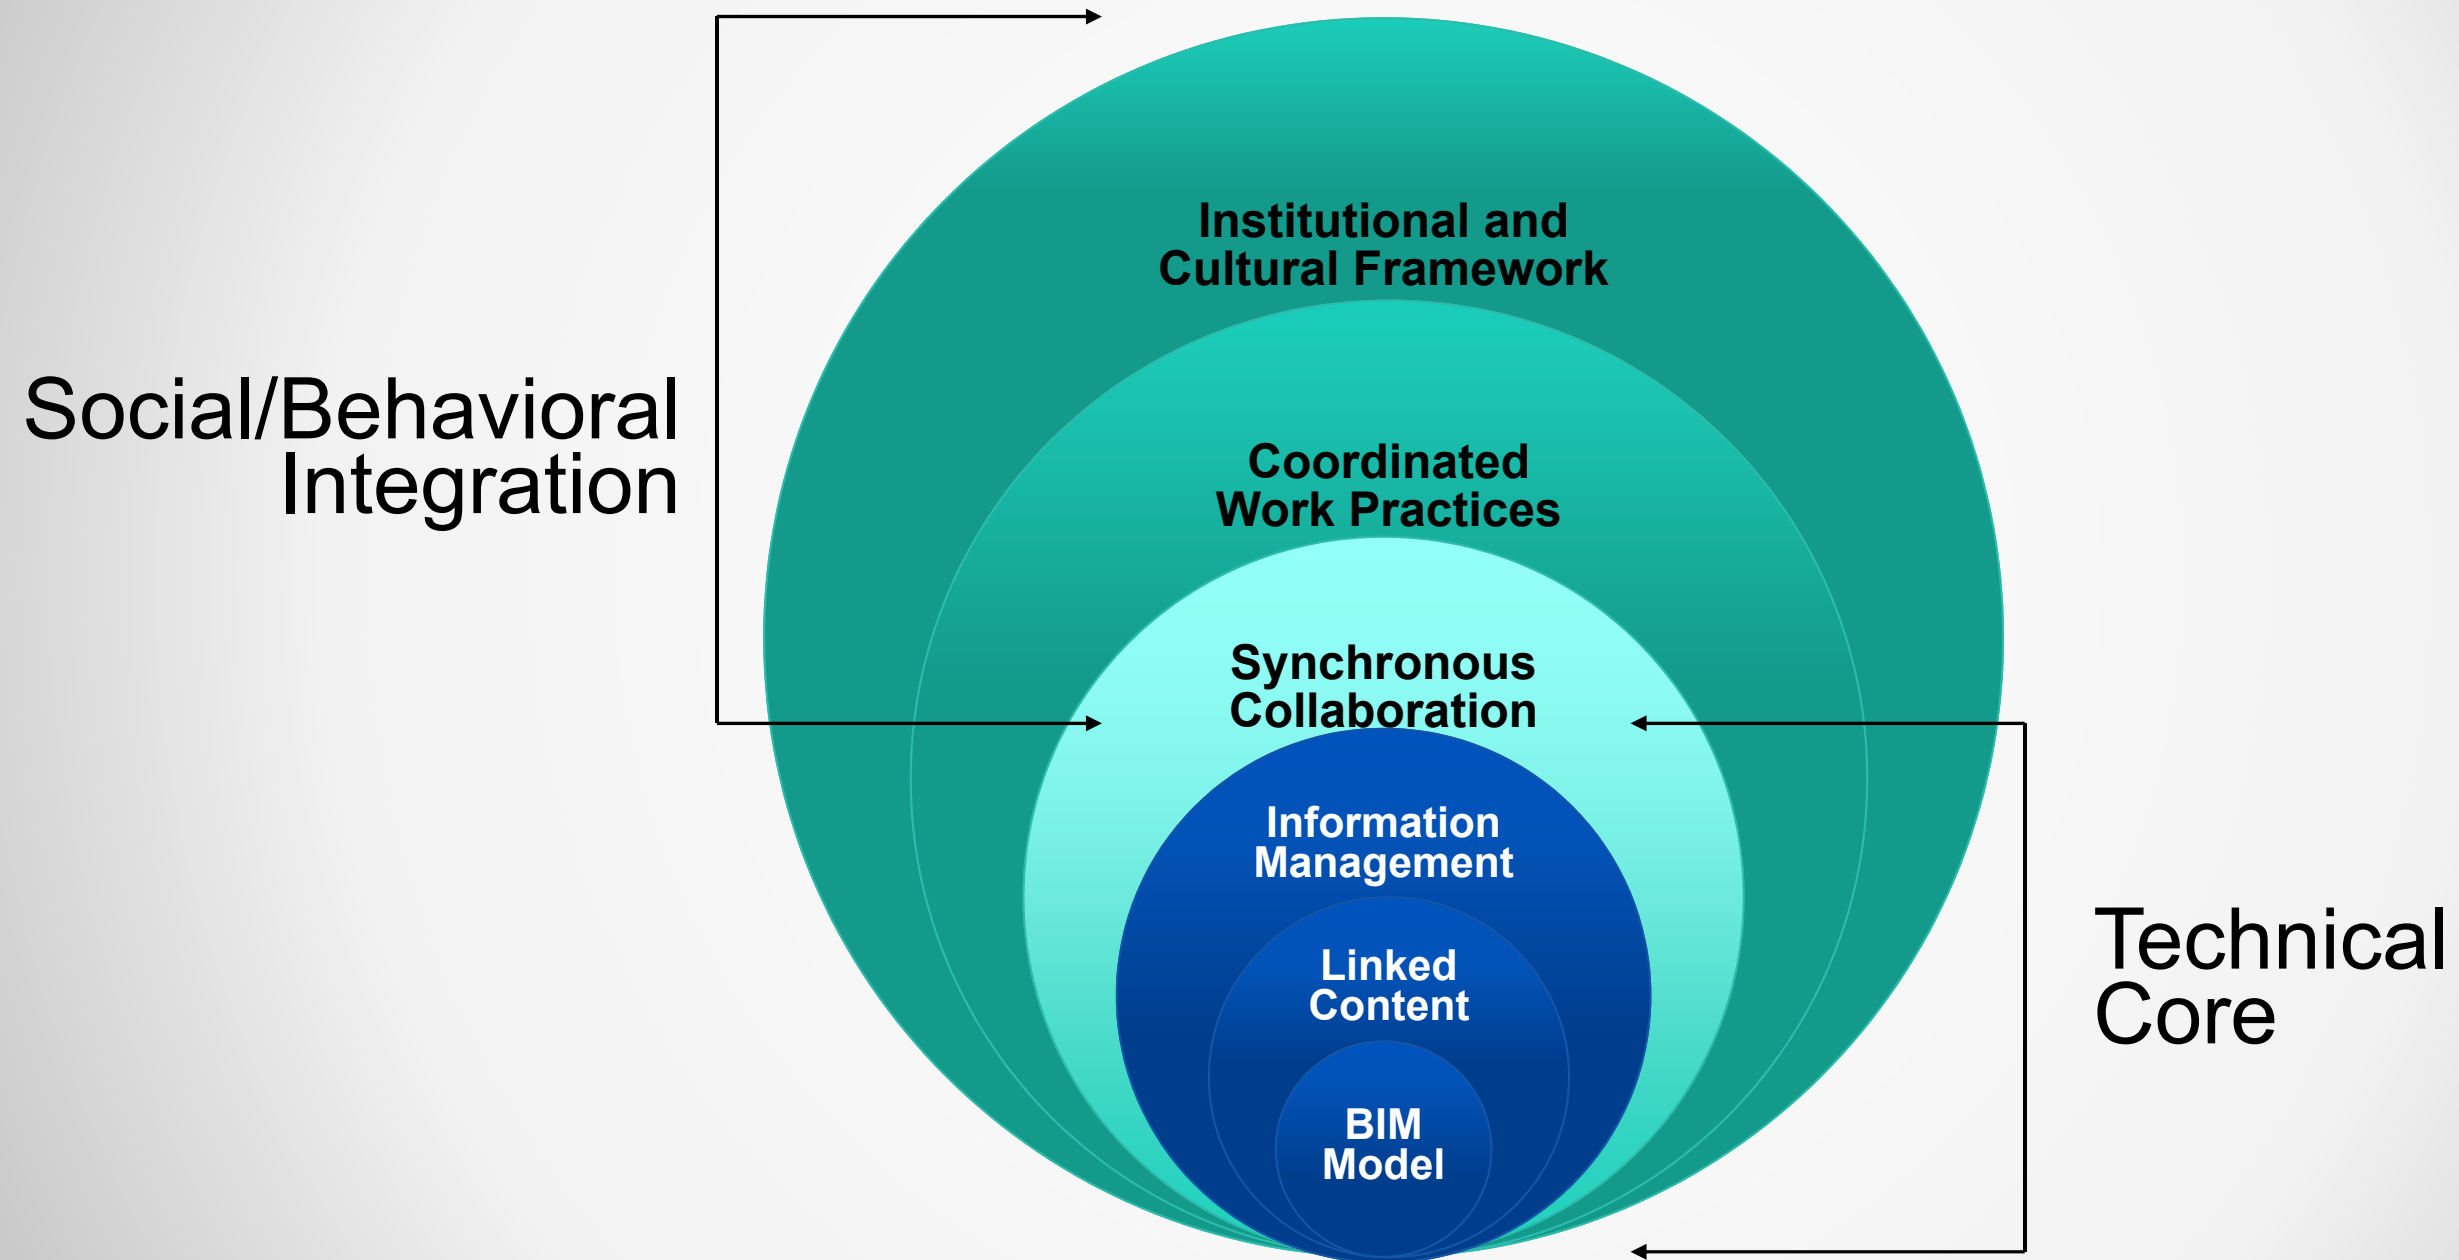 Institutional and
Cultural Framework
Social/Behavioral
Integration
Coordinated
Work Practices
Synchronous
Collaboration
Information
Management
Linked
Content
Technical
Core
BIM
Model